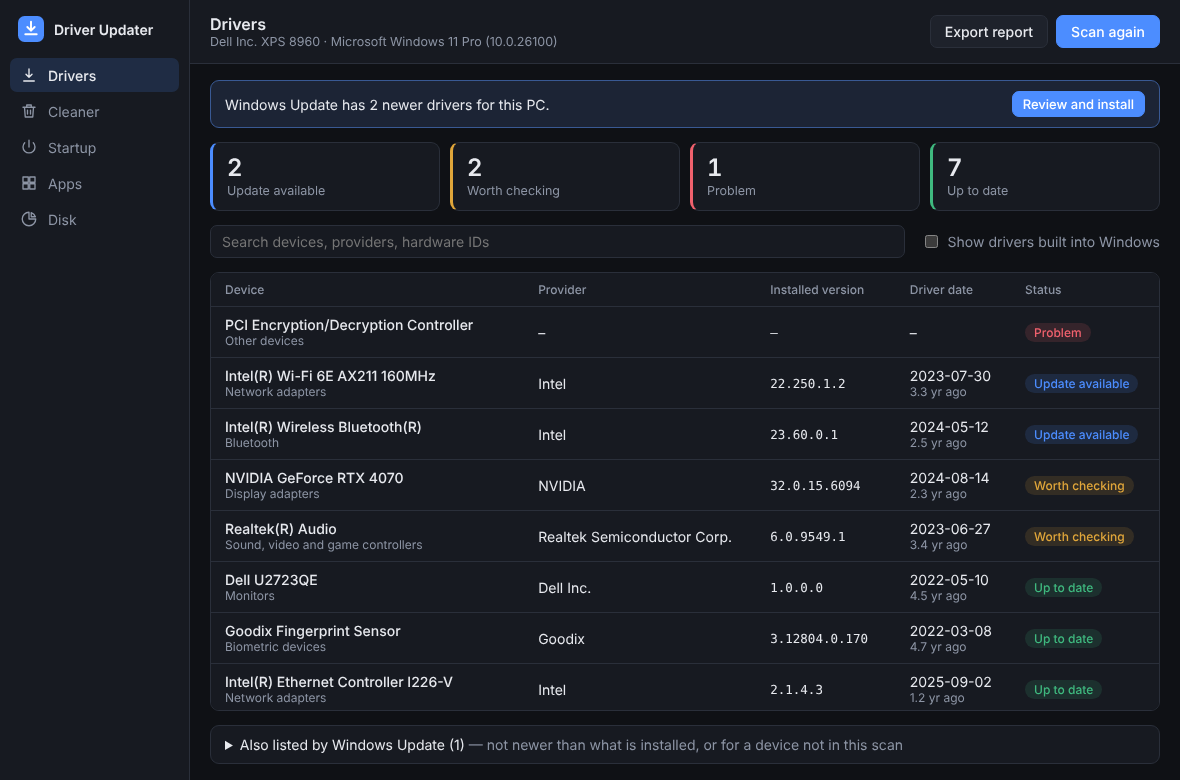 Driver Updater
Drivers
Cleaner
Startup
Apps
Disk
Drivers
Dell Inc. XPS 8960 · Microsoft Windows 11 Pro (10.0.26100)
Export report
Scan again
Windows Update has 2 newer drivers for this PC.
Review and install
2
Update available
2
Worth checking
1
Problem
7
Up to date
Search devices, providers, hardware IDs
Show drivers built into Windows
Device Provider Installed version Driver date Status
PCI Encryption/Decryption Controller
Other devices
– – – Problem
Intel(R) Wi-Fi 6E AX211 160MHz
Network adapters
Intel 22.250.1.2 2023-07-30
3.3 yr ago
Update available
Intel(R) Wireless Bluetooth(R)
Bluetooth
Intel 23.60.0.1 2024-05-12
2.5 yr ago
Update available
NVIDIA GeForce RTX 4070
Display adapters
NVIDIA 32.0.15.6094 2024-08-14
2.3 yr ago
Worth checking
Realtek(R) Audio
Sound, video and game controllers
Realtek Semiconductor Corp. 6.0.9549.1 2023-06-27
3.4 yr ago
Worth checking
Dell U2723QE
Monitors
Dell Inc. 1.0.0.0 2022-05-10
4.5 yr ago
Up to date
Goodix Fingerprint Sensor
Biometric devices
Goodix 3.12804.0.170 2022-03-08
4.7 yr ago
Up to date
Intel(R) Ethernet Controller I226-V
Network adapters
Intel 2.1.4.3 2025-09-02
1.2 yr ago
Up to date
Also listed by Windows Update (1) — not newer than what is installed, or for a device not in this scan